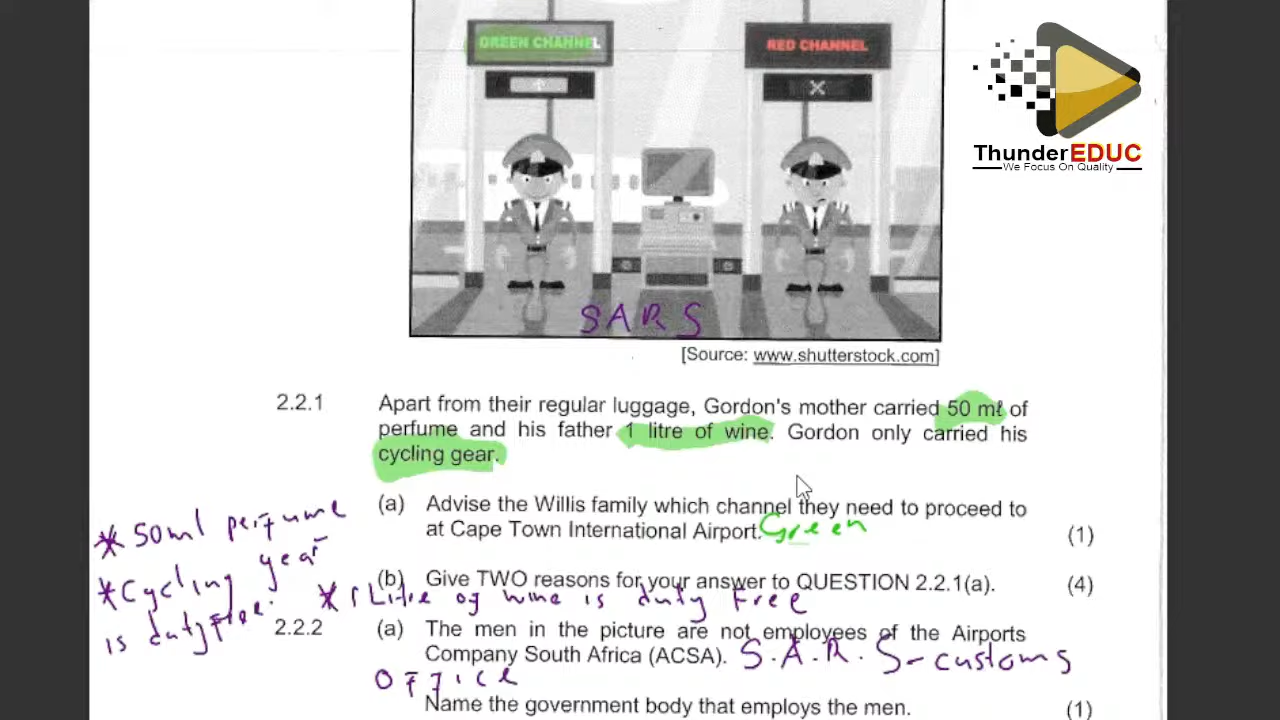 GREEN CHANNEL
RED CHANNEL
ThunderEDUC
We Focus On Quality
SARS
[Source: www.shutterstock.com]
2.2.1 Apart from their regular luggage, Gordon's mother carried 50 mℓ of
perfume and his father 1 litre of wine. Gordon only carried his
cycling gear.
(a) Advise the Willis family which channel they need to proceed to
at Cape Town International Airport. Green (1)
* 50ml perfume
* Cycling gear
is duty free.
(b) Give TWO reasons for your answer to QUESTION 2.2.1(a). (4)
* 1 Litre of wine is duty free
2.2.2 (a) The men in the picture are not employees of the Airports
Company South Africa (ACSA). S.A.R.S-customs
office
Name the government body that employs the men. (1)